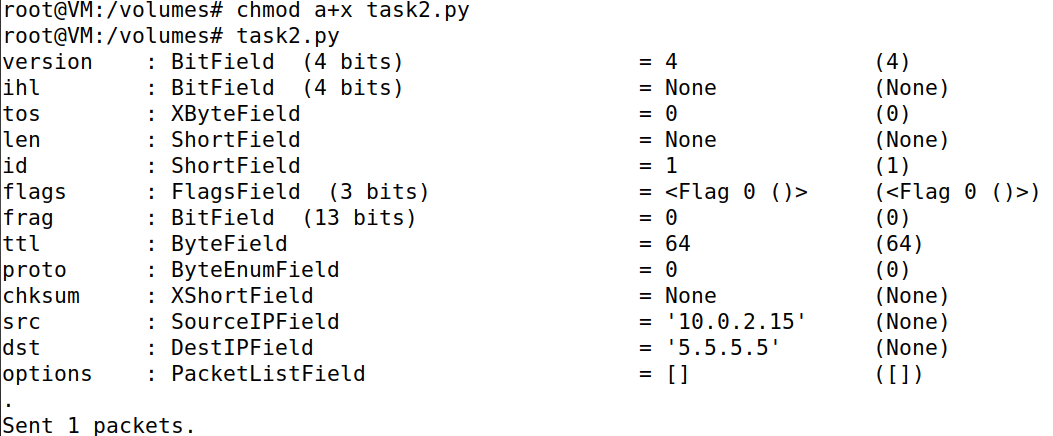 root@VM:/volumes# chmod a+x task2.py
root@VM:/volumes# task2.py
version    : BitField  (4 bits)                  = 4               (4)
ihl        : BitField  (4 bits)                  = None            (None)
tos        : XByteField                          = 0               (0)
len        : ShortField                          = None            (None)
id         : ShortField                          = 1               (1)
flags      : FlagsField  (3 bits)                = <Flag 0 ()>     (<Flag 0 ()>)
frag       : BitField  (13 bits)                 = 0               (0)
ttl        : ByteField                           = 64              (64)
proto      : ByteEnumField                       = 0               (0)
chksum     : XShortField                         = None            (None)
src        : SourceIPField                       = '10.0.2.15'     (None)
dst        : DestIPField                         = '5.5.5.5'       (None)
options    : PacketListField                     = []              ([])
.
Sent 1 packets.